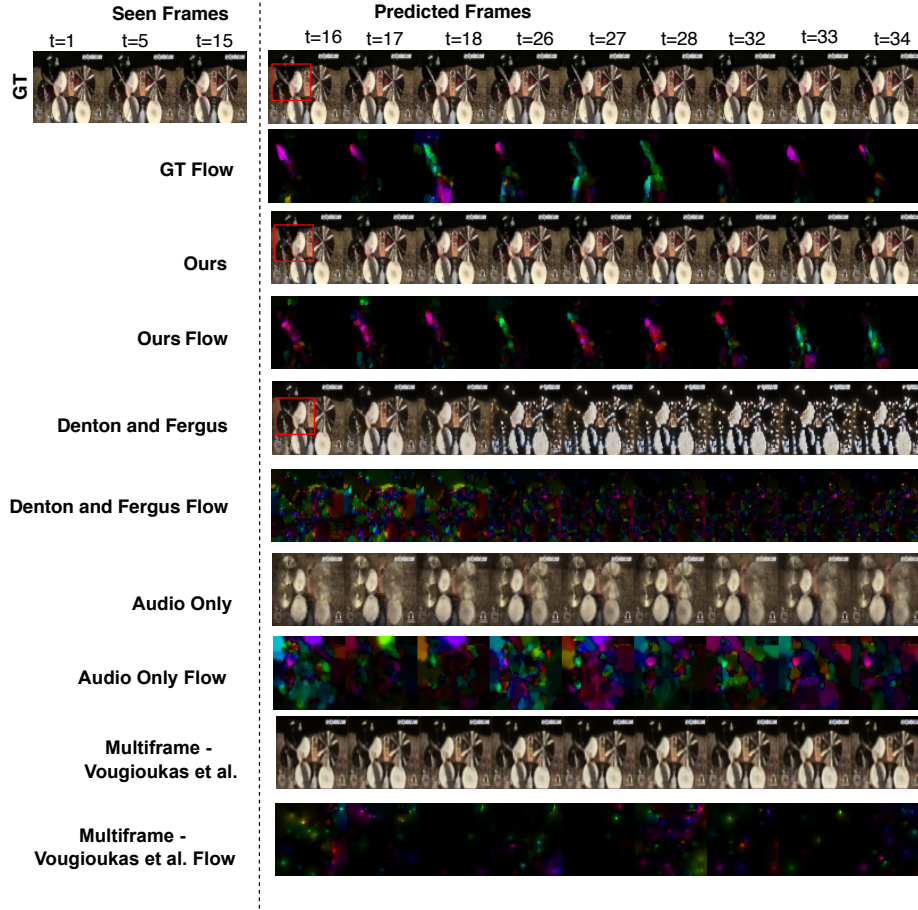 Seen Frames
Predicted Frames
t=1 t=5 t=15
t=16 t=17 t=18 t=26 t=27 t=28 t=32 t=33 t=34
GT
GT Flow
Ours
Ours Flow
Denton and Fergus
Denton and Fergus Flow
Audio Only
Audio Only Flow
Multiframe -
Vougioukas et al.
Multiframe -
Vougioukas et al. Flow